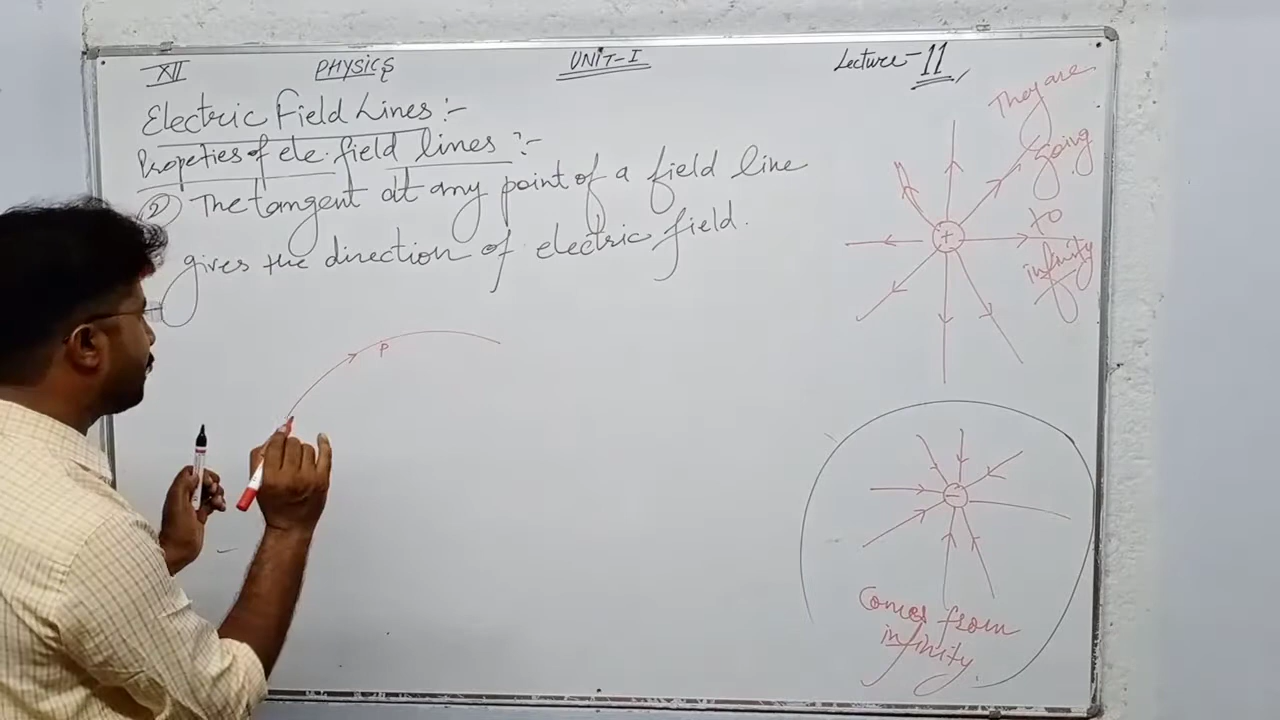 XII PHYSICS UNIT-I Lecture-11
Electric Field Lines:-
Propeties of ele. field lines:-
(2) The tangent at any point of a field line
gives the direction of electric field.
P
They are
going
to
infinity
+
-
Comes from
infinity.